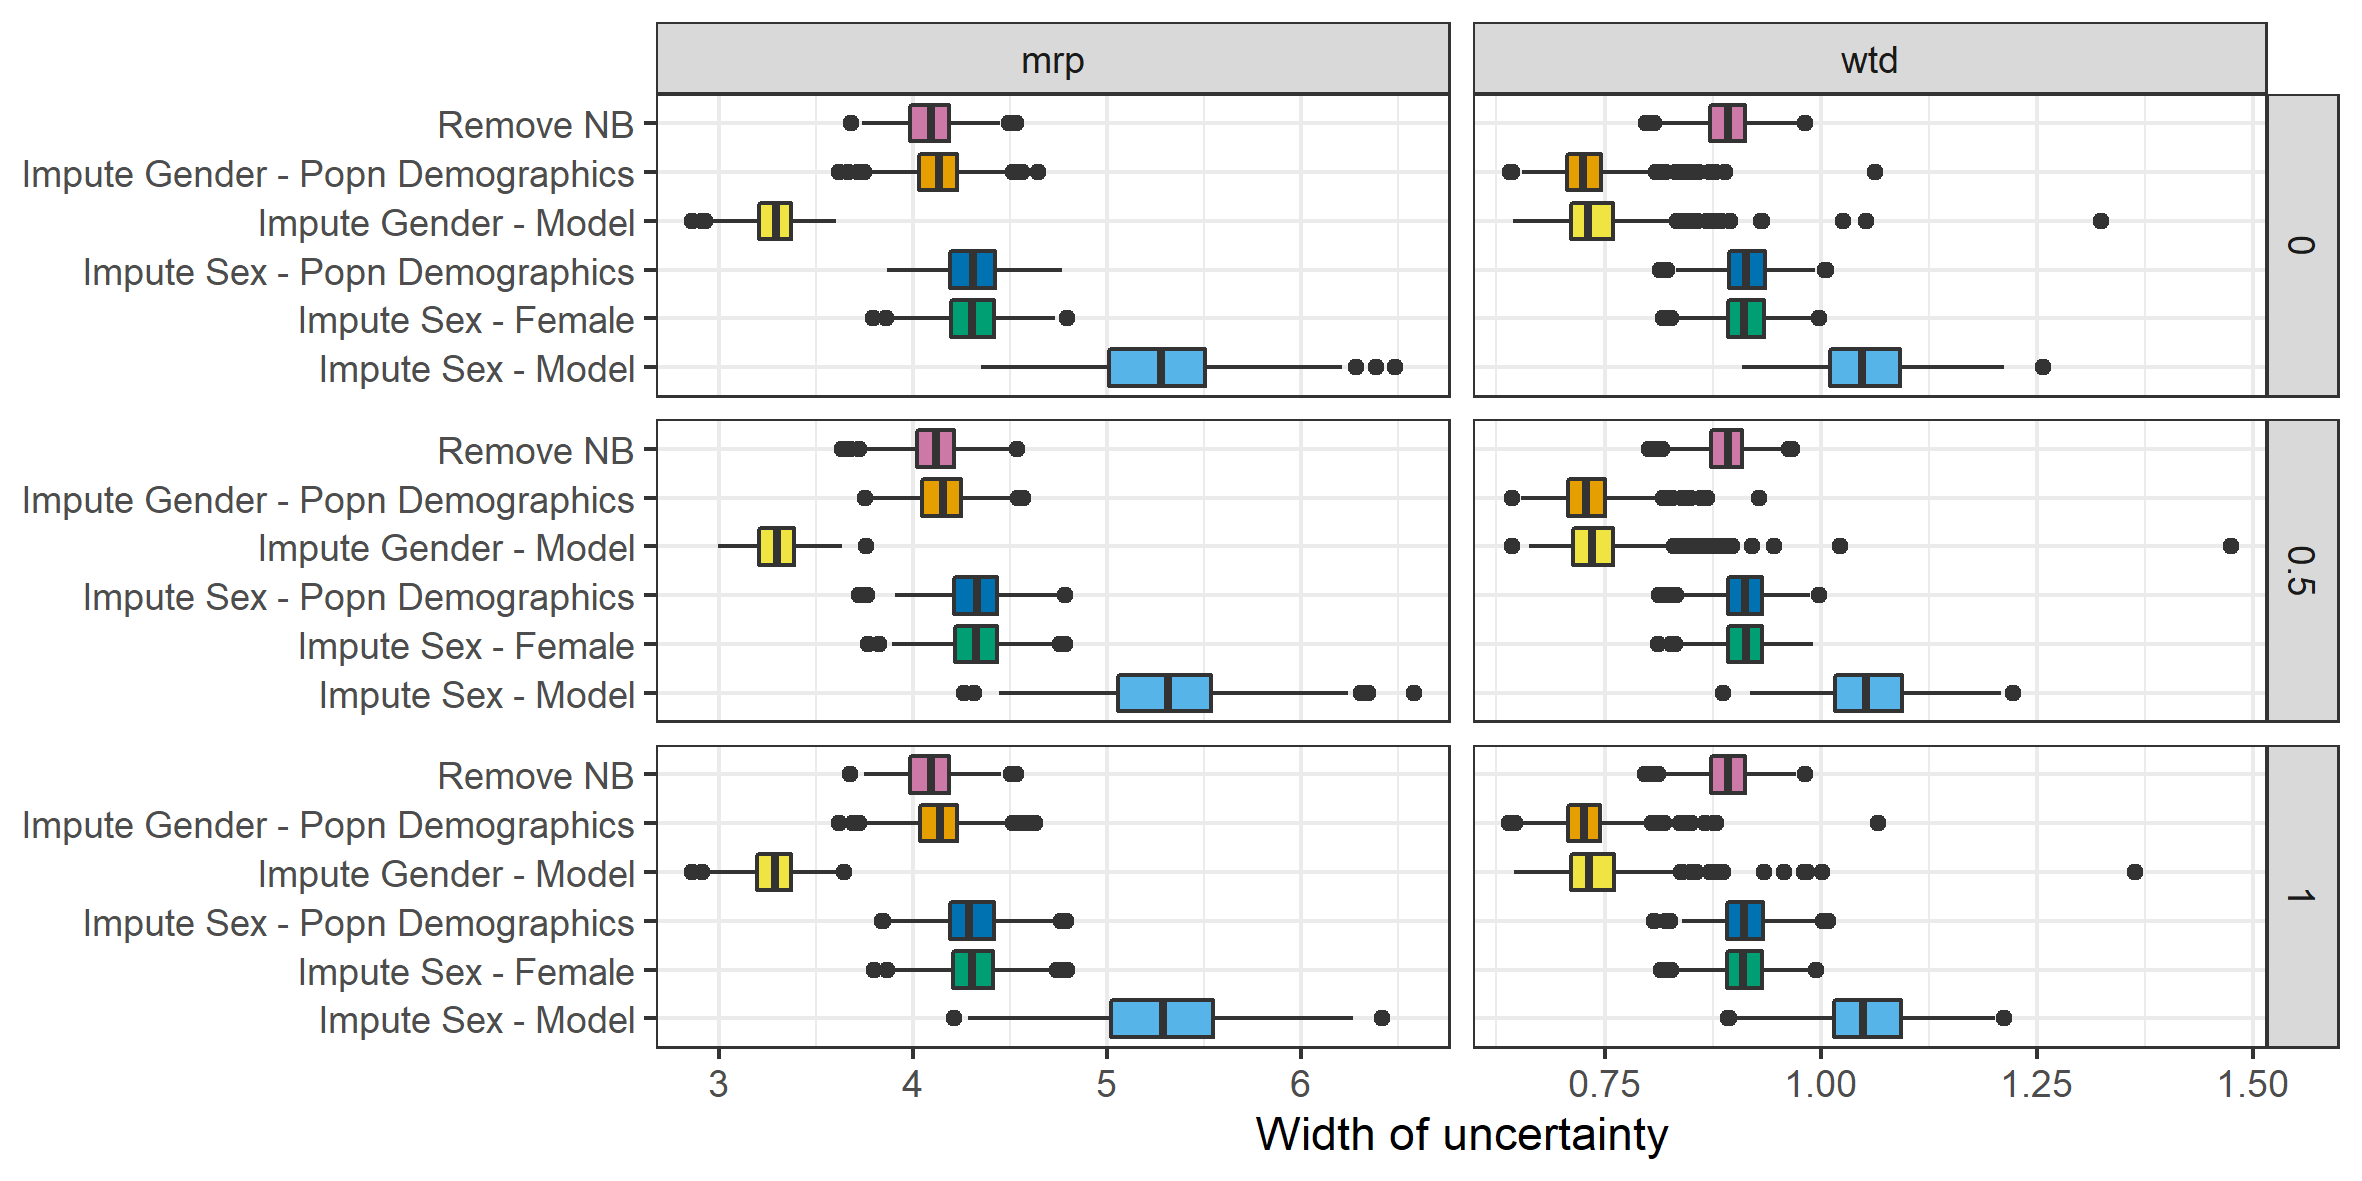 mrp
wtd
Remove NB
Impute Gender - Popn Demographics
Impute Gender - Model
Impute Sex - Popn Demographics
Impute Sex - Female
Impute Sex - Model
0
Remove NB
Impute Gender - Popn Demographics
Impute Gender - Model
Impute Sex - Popn Demographics
Impute Sex - Female
Impute Sex - Model
0.5
Remove NB
Impute Gender - Popn Demographics
Impute Gender - Model
Impute Sex - Popn Demographics
Impute Sex - Female
Impute Sex - Model
1
3 4 5 6
0.75 1.00 1.25 1.50
Width of uncertainty